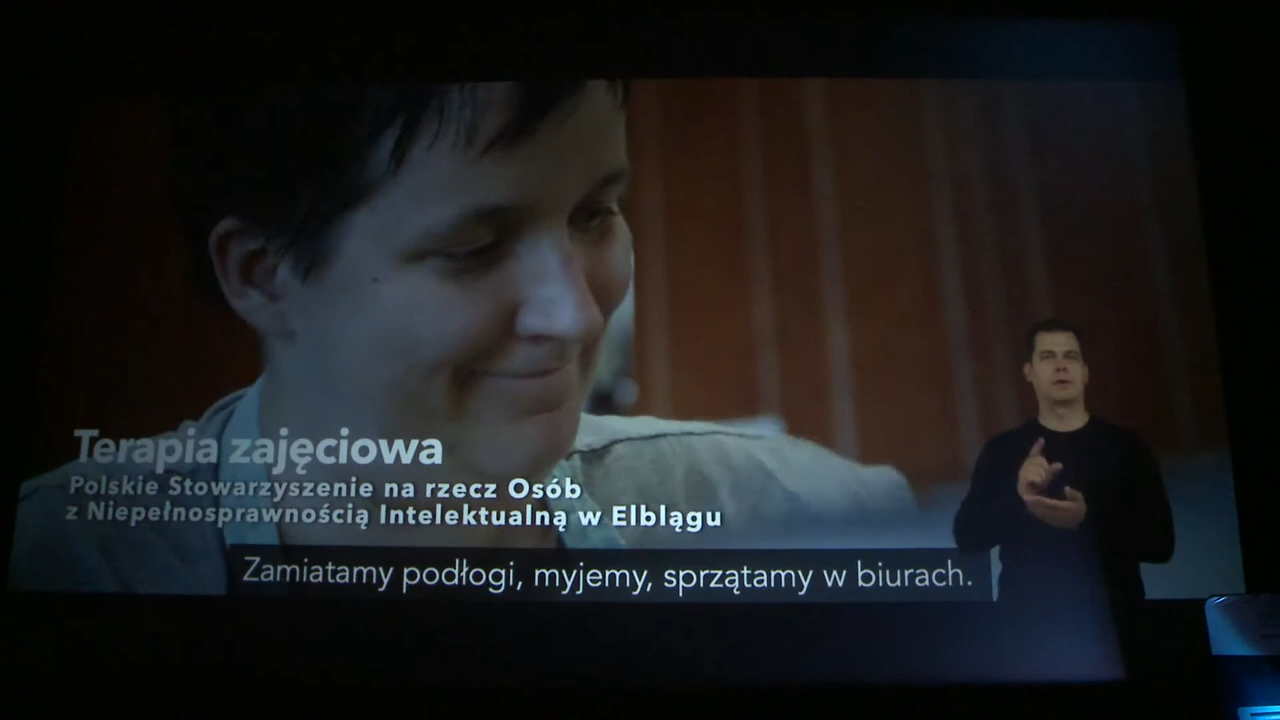 Terapia zajęciowa
Polskie Stowarzyszenie na rzecz Osób
z Niepełnosprawnością Intelektualną w Elblągu
Zamiatamy podłogi, myjemy, sprzątamy w biurach.